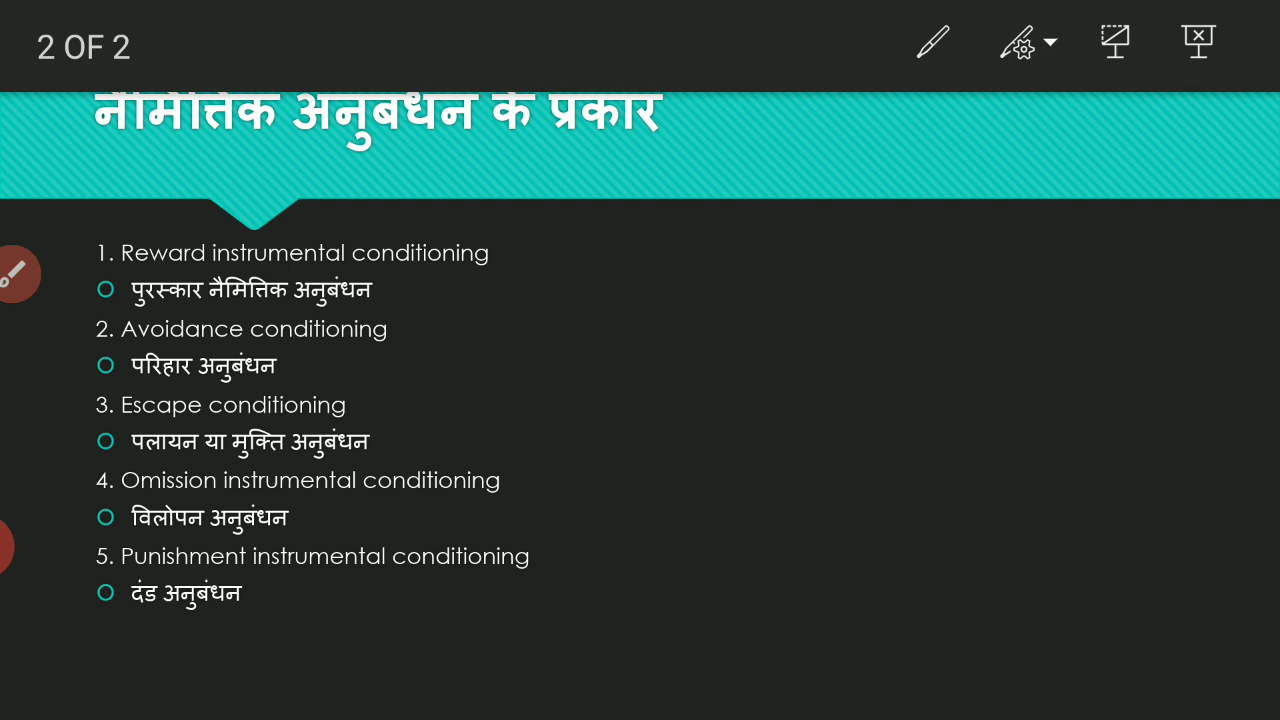 2 OF 2
नैमित्तिक अनुबंधन के प्रकार
1. Reward instrumental conditioning
पुरस्कार नैमित्तिक अनुबंधन
2. Avoidance conditioning
परिहार अनुबंधन
3. Escape conditioning
पलायन या मुक्ति अनुबंधन
4. Omission instrumental conditioning
विलोपन अनुबंधन
5. Punishment instrumental conditioning
दंड अनुबंधन